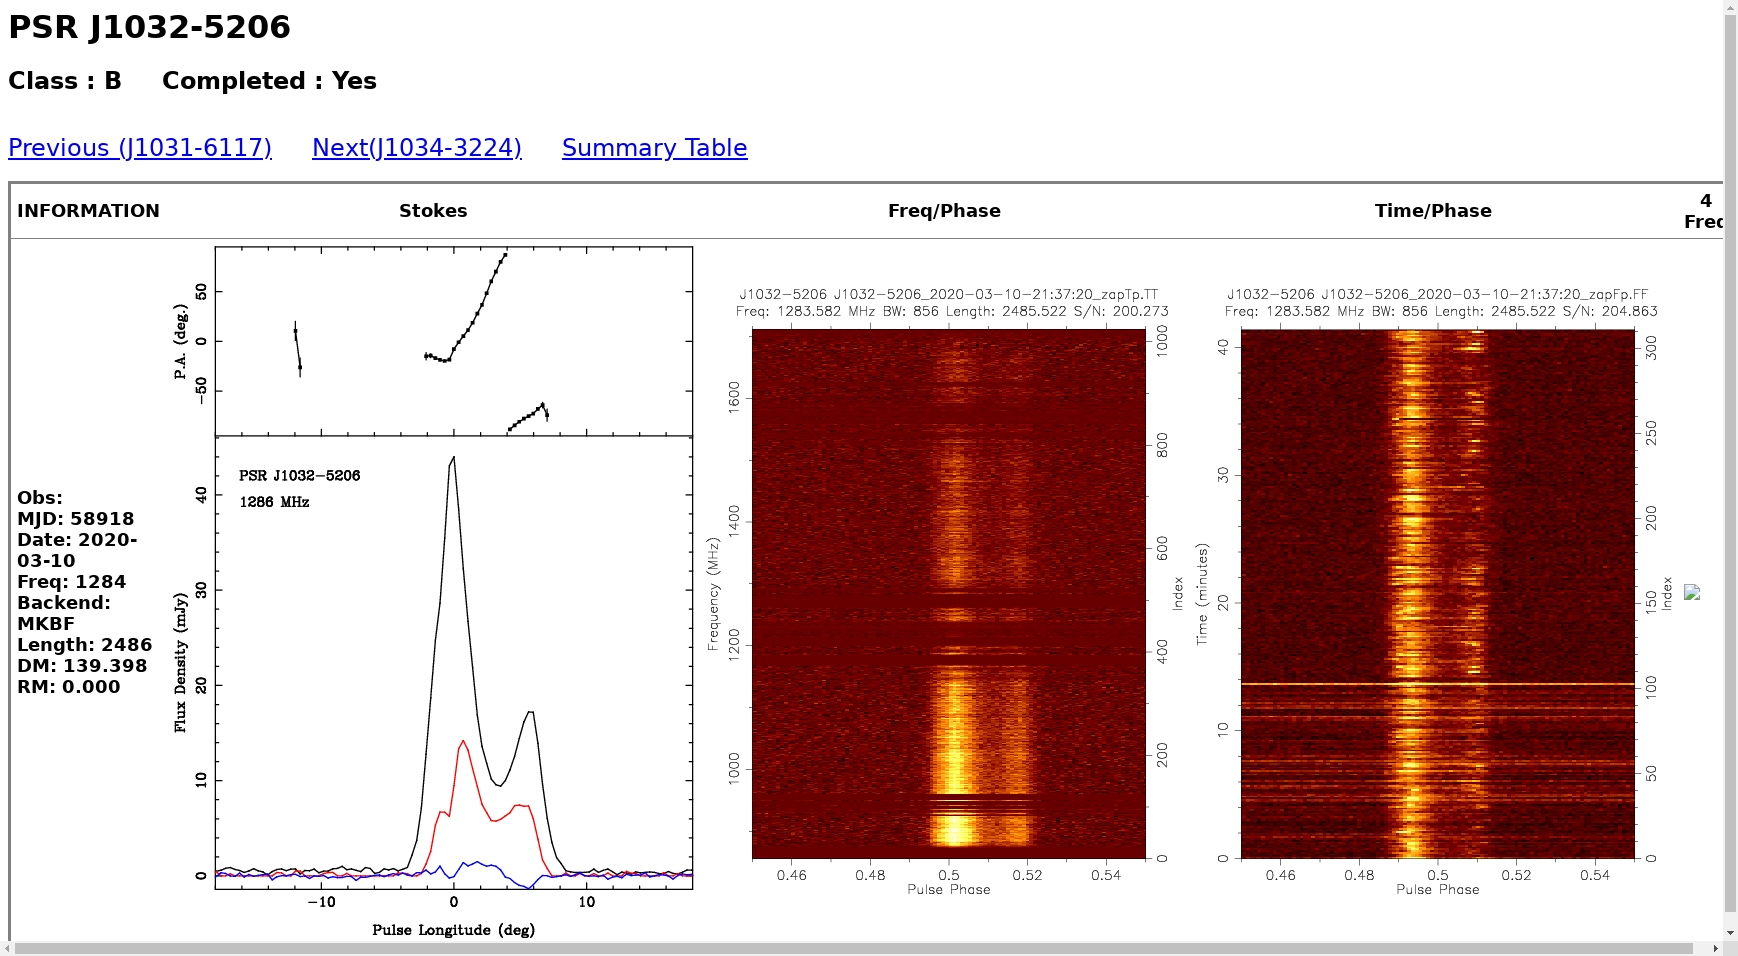 PSR J1032-5206
Class : B Completed : Yes
Previous (J1031-6117) Next(J1034-3224) Summary Table
INFORMATION Stokes Freq/Phase Time/Phase 4
Freq
Obs:
MJD: 58918
Date: 2020-
03-10
Freq: 1284
Backend:
MKBF
Length: 2486
DM: 139.398
RM: 0.000
P.A. (deg.)
50
0
−50
PSR J1032−5206
1286 MHz
Flux Density (mJy)
40
30
20
10
0
−10 0 10
Pulse Longitude (deg)
J1032−5206 J1032−5206_2020−03−10−21:37:20_zapTp.TT
Freq: 1283.582 MHz BW: 856 Length: 2485.522 S/N: 200.273
Frequency (MHz)
1600
1400
1200
1000
Index
1000
800
600
400
200
0
0.46 0.48 0.5 0.52 0.54
Pulse Phase
J1032−5206 J1032−5206_2020−03−10−21:37:20_zapFp.FF
Freq: 1283.582 MHz BW: 856 Length: 2485.522 S/N: 204.863
Time (minutes)
40
30
20
10
0
Index
300
250
200
150
100
50
0
0.46 0.48 0.5 0.52 0.54
Pulse Phase